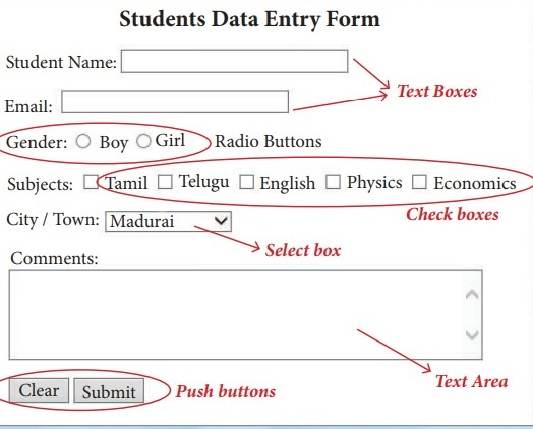 Students Data Entry Form
Student Name:
Text Boxes
Email:
Gender: Boy Girl Radio Buttons
Subjects: Tamil Telugu English Physics Economics
Check boxes
City / Town: Madurai
Select box
Comments:
Text Area
Clear Submit Push buttons